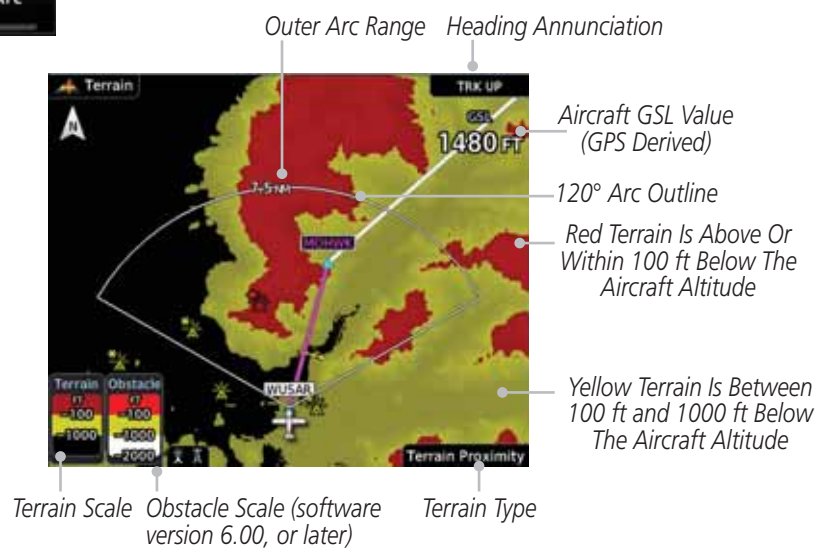 Outer Arc Range Heading Annunciation
Terrain
TRK UP
N
GSL
1480 FT
Aircraft GSL Value
(GPS Derived)
7.5 NM
120° Arc Outline
MOHWK
Red Terrain Is Above Or
Within 100 ft Below The
Aircraft Altitude
WUSAR
Yellow Terrain Is Between
100 ft and 1000 ft Below
The Aircraft Altitude
Terrain Obstacle
FT FT
-100 -100
-1000 -1000
-2000
Terrain Proximity
Terrain Scale Obstacle Scale (software
version 6.00, or later)
Terrain Type